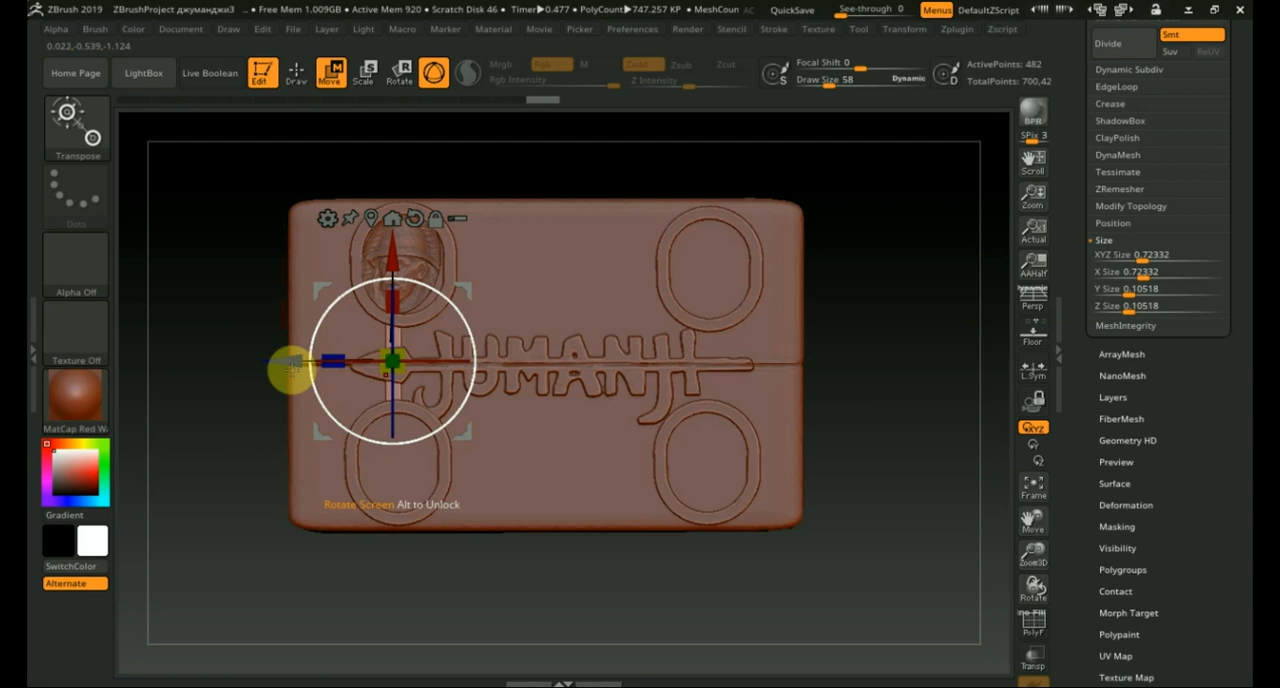 ZBrush 2019 ZBrushProject джуманджи3 .. • Free Mem 1.009GB • Active Mem 920 • Scratch Disk 46 • Timer▶0.477 • PolyCount▶747.257 KP • MeshCoun AC QuickSave See-through 0 Menus DefaultZScript
Alpha Brush Color Document Draw Edit File Layer Light Macro Marker Material Movie Picker Preferences Render Stencil Stroke Texture Tool Transform Zplugin Zscript
0.022,-0.539,-1.124
Home Page LightBox Live Boolean Edit Draw Move Scale Rotate
Mrgb Rgb M Zadd Zsub Zcut
Rgb Intensity Z Intensity
Focal Shift 0
Draw Size 58 Dynamic
S
D
ActivePoints: 482
TotalPoints: 700,42
Transpose
Dots
Alpha Off
Texture Off
MatCap Red W
Gradient
SwitchColor
Alternate
JUMANJI
Rotate Screen Alt to Unlock
BPR
SPix 3
Scroll
Zoom
Actual
AAHalf
Dynamic
Persp
Floor
L.Sym
XYZ
Frame
Move
Zoom3D
Rotate
Line Fill
PolyF
Transp
Divide
Smt
Suv ReUV
Dynamic Subdiv
EdgeLoop
Crease
ShadowBox
ClayPolish
DynaMesh
Tessimate
ZRemesher
Modify Topology
Position
Size
XYZ Size 0.72332
X Size 0.72332
Y Size 0.10518
Z Size 0.10518
MeshIntegrity
ArrayMesh
NanoMesh
Layers
FiberMesh
Geometry HD
Preview
Surface
Deformation
Masking
Visibility
Polygroups
Contact
Morph Target
Polypaint
UV Map
Texture Map